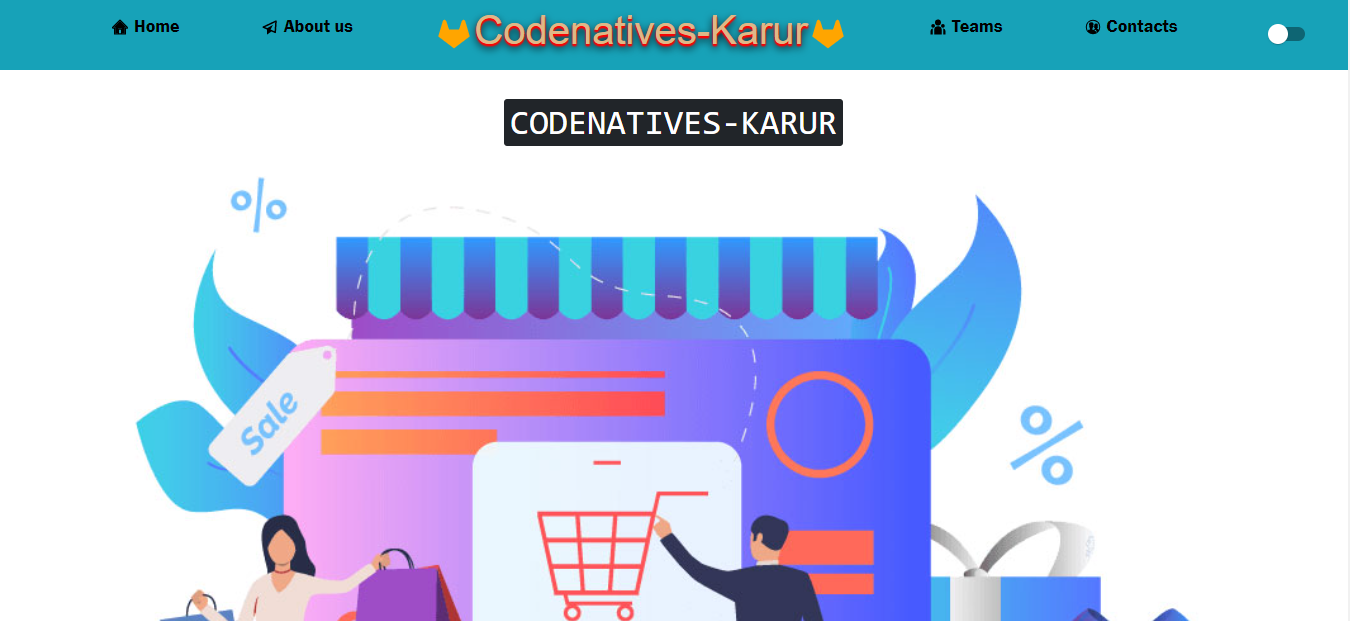 Home About us Codenatives-Karur Teams Contacts
CODENATIVES-KARUR
%
Sale
%